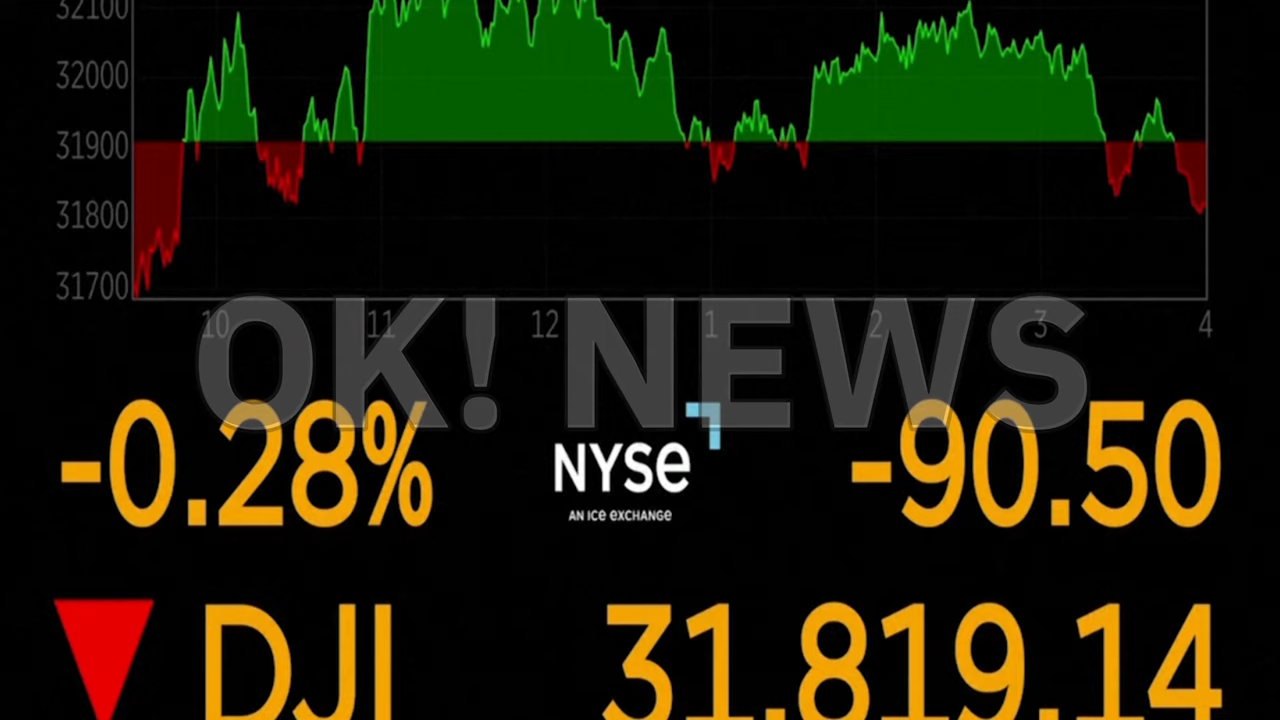 32100
32000
31900
31800
31700
10 11 12 1 2 3 4
OK! NEWS
-0.28% NYSE -90.50
AN ICE EXCHANGE
DJI 31,819.14